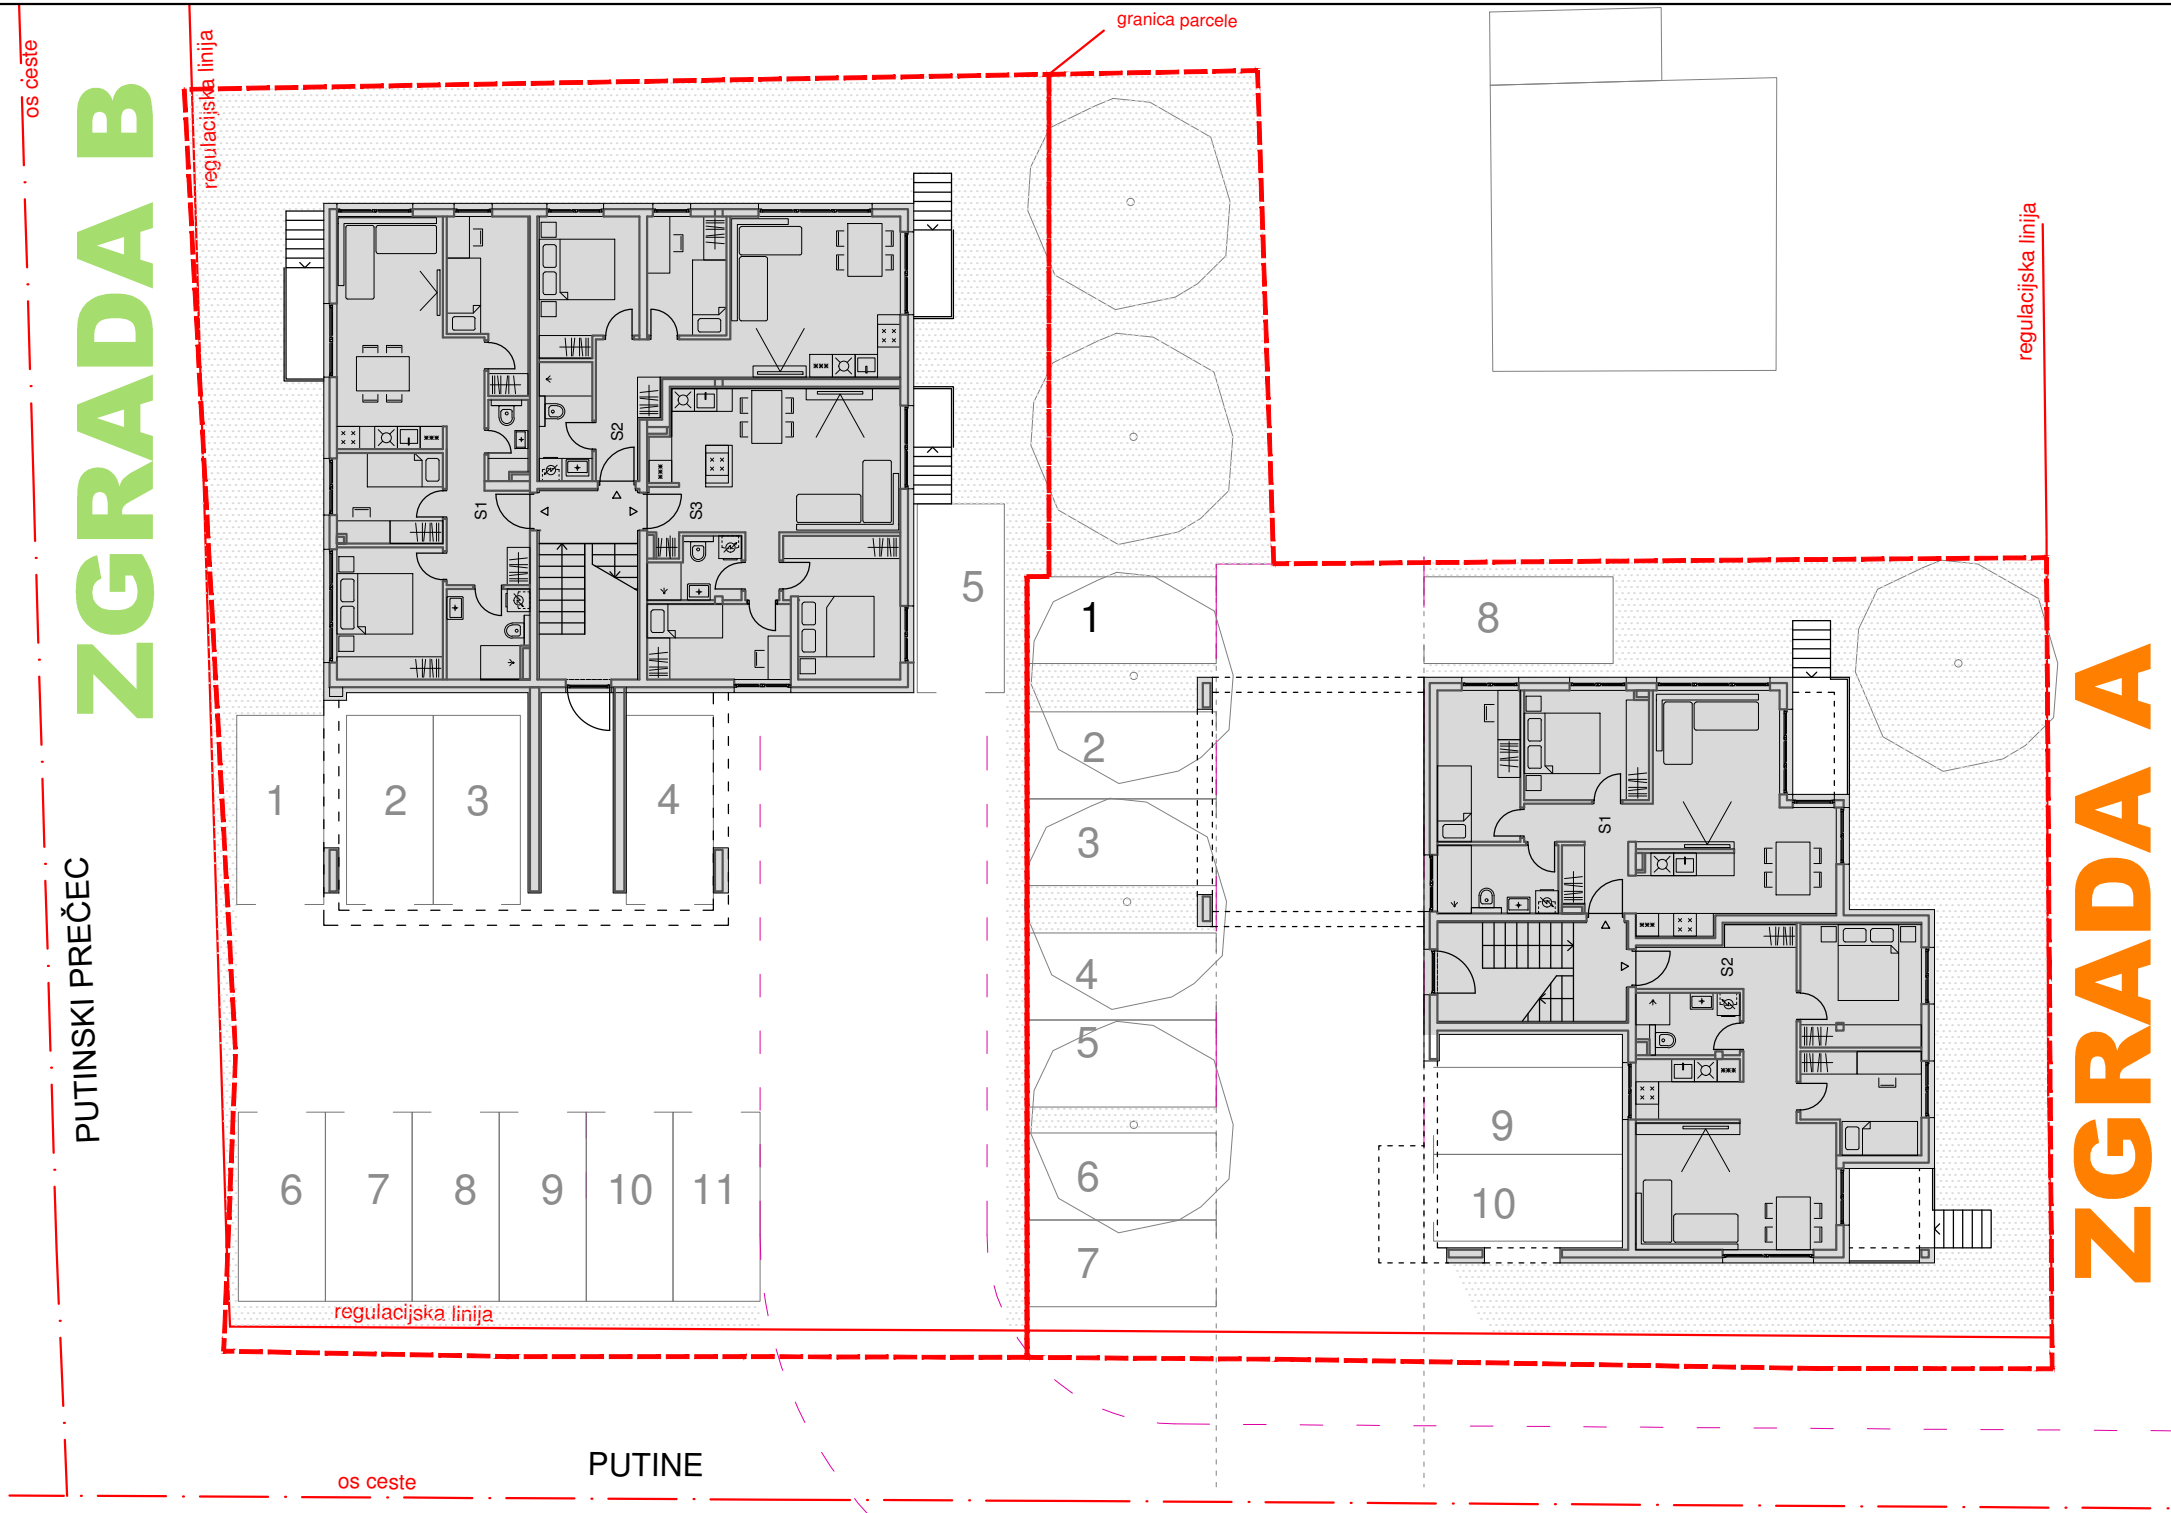 granica parcele
os ceste
regulacijska linija
ZGRADA B
regulacijska linija
S2
S1
S3
5
1
8
2
1
2
3
4
3
S1
ZGRADA A
PUTINSKI PREČEC
4
S2
5
9
6
7
8
9
10
11
6
10
7
regulacijska linija
PUTINE
os ceste